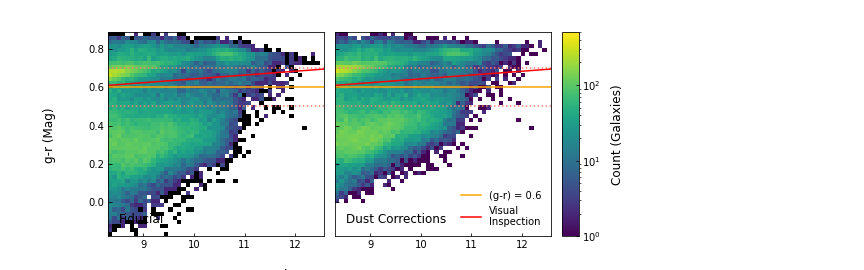 g-r (Mag)
0.8
0.6
0.4
0.2
0.0
Fiducial
9
10
11
12
Dust Corrections
(g-r) = 0.6
Visual
Inspection
9
10
11
12
10²
10¹
10⁰
Count (Galaxies)